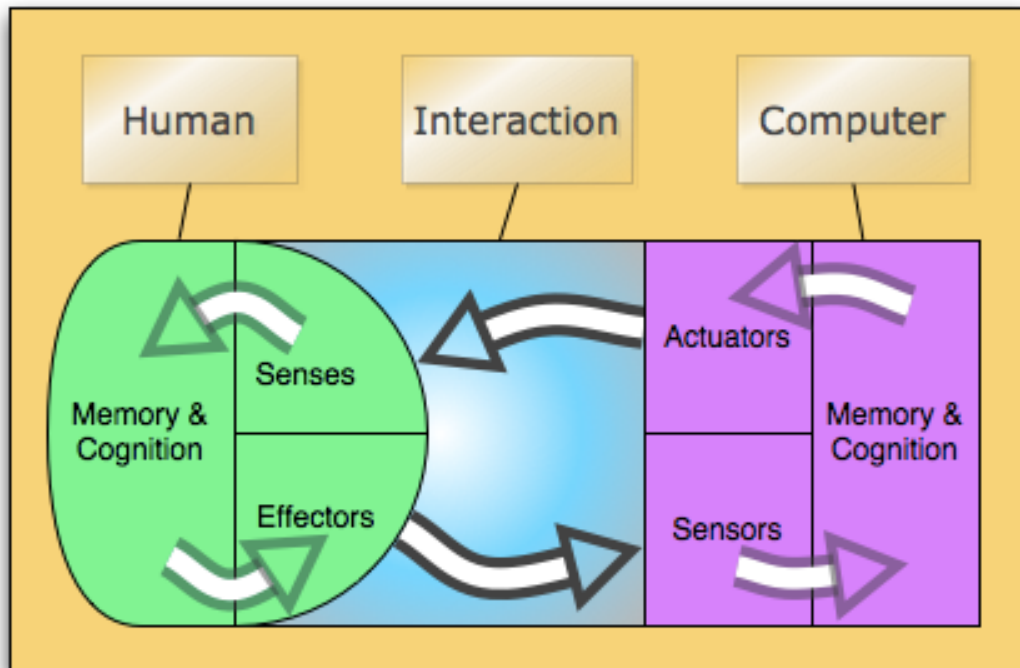 Human
Interaction
Computer
Senses
Actuators
Memory &
Cognition
Memory &
Cognition
Effectors
Sensors